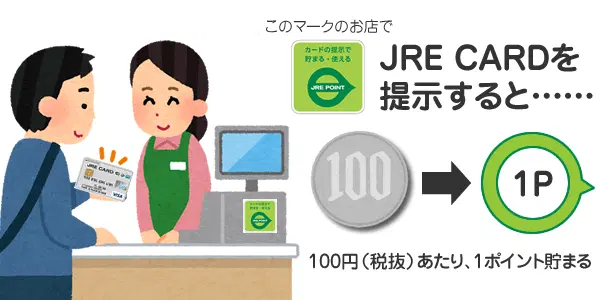 このマークのお店で
カードの提示で
貯まる・使える
JRE POINT
JRE CARDを
提示すると……
JRE CARD
VISA
100
1P
100円（税抜）あたり、1ポイント貯まる